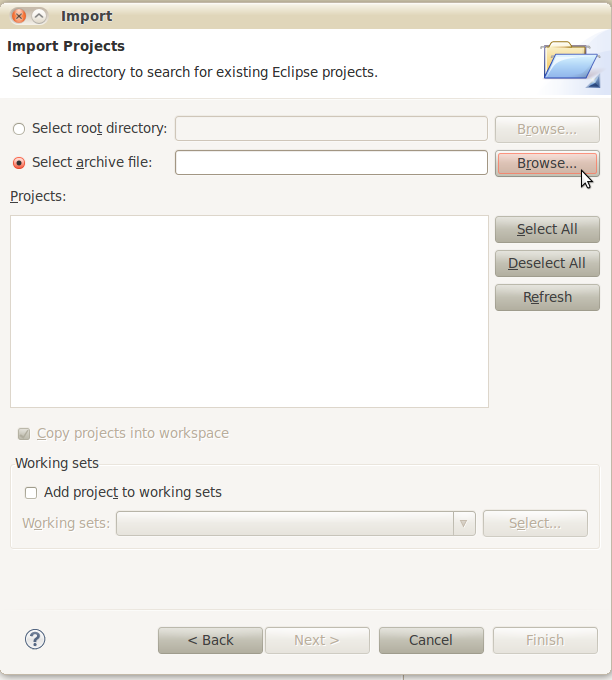 Import
Import Projects
Select a directory to search for existing Eclipse projects.
Select root directory: Browse...
Select archive file: Browse...
Projects:
Select All
Deselect All
Refresh
Copy projects into workspace
Working sets
Add project to working sets
Working sets: Select...
? < Back Next > Cancel Finish